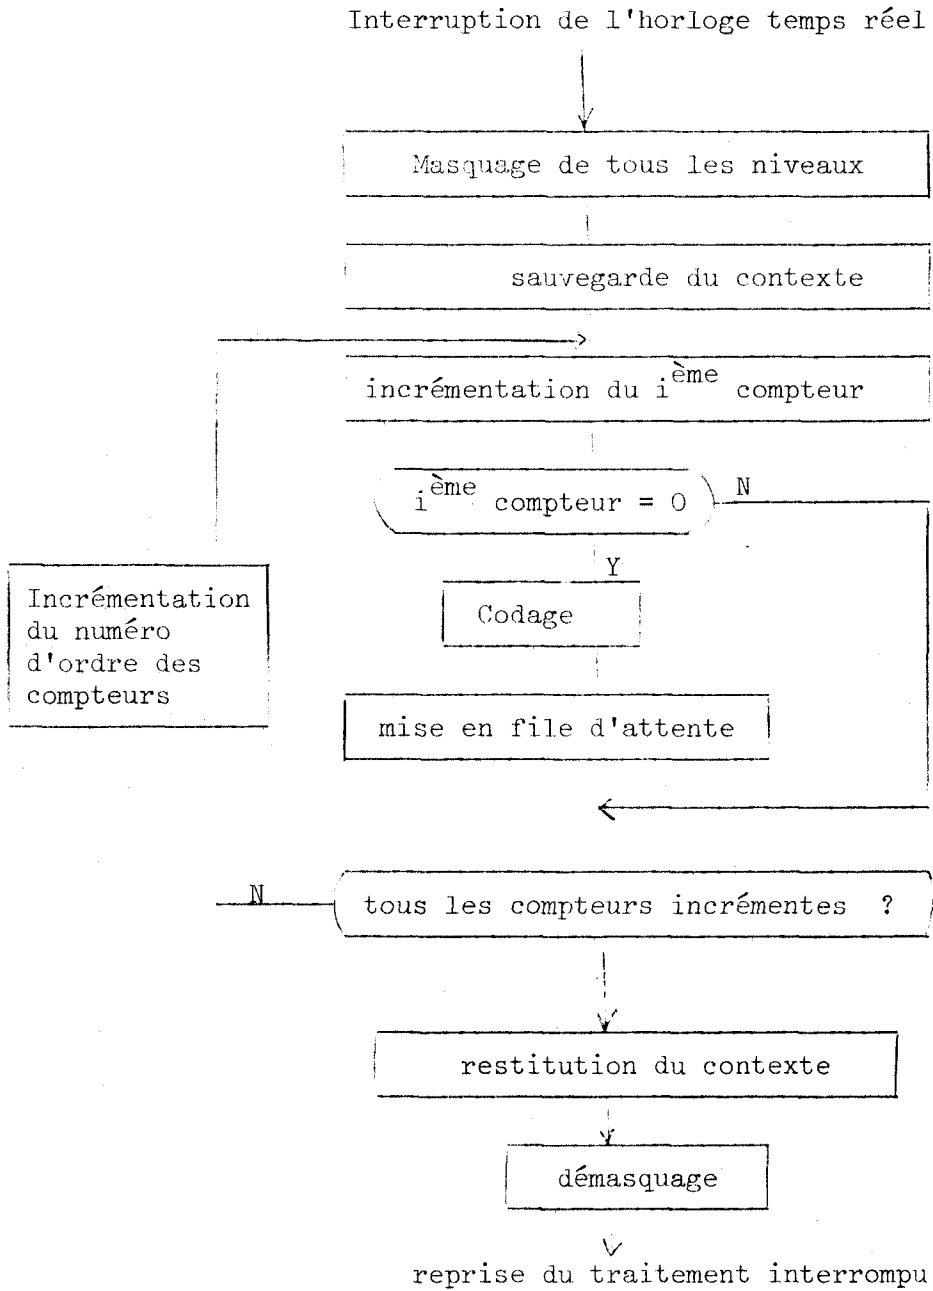 Interruption de l'horloge temps réel
Masquage de tous les niveaux
sauvegarde du contexte
incrémentation du ième compteur
ième compteur = 0
N
Y
Codage
Incrémentation
du numéro
d'ordre des
compteurs
mise en file d'attente
N
tous les compteurs incrémentes ?
restitution du contexte
démasquage
reprise du traitement interrompu